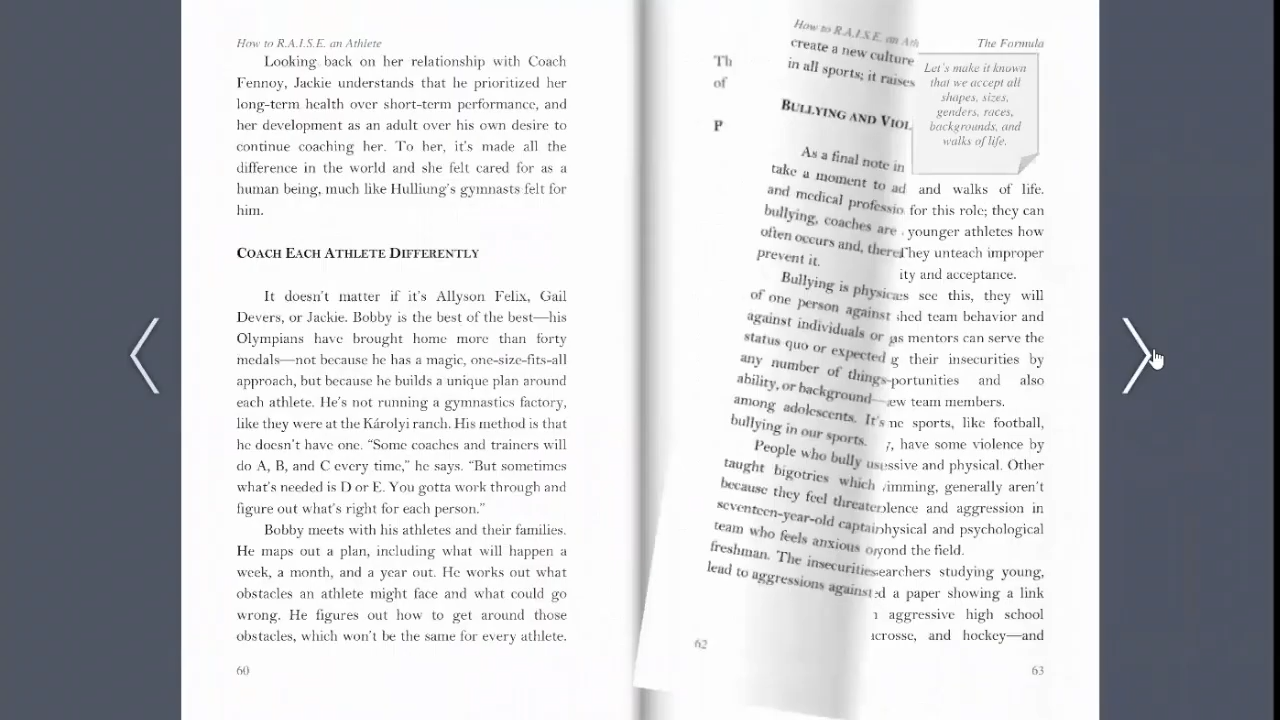 How to R.A.I.S.E. an Athlete
Looking back on her relationship with Coach
Fennoy, Jackie understands that he prioritized her
long-term health over short-term performance, and
her development as an adult over his own desire to
continue coaching her. To her, it's made all the
difference in the world and she felt cared for as a
human being, much like Hulliung's gymnasts felt for
him.
COACH EACH ATHLETE DIFFERENTLY
It doesn't matter if it's Allyson Felix, Gail
Devers, or Jackie. Bobby is the best of the best—his
Olympians have brought home more than forty
medals—not because he has a magic, one-size-fits-all
approach, but because he builds a unique plan around
each athlete. He's not running a gymnastics factory,
like they were at the Károlyi ranch. His method is that
he doesn't have one. “Some coaches and trainers will
do A, B, and C every time,” he says. “But sometimes
what's needed is D or E. You gotta work through and
figure out what's right for each person.”
Bobby meets with his athletes and their families.
He maps out a plan, including what will happen a
week, a month, and a year out. He works out what
obstacles an athlete might face and what could go
wrong. He figures out how to get around those
obstacles, which won't be the same for every athlete.
60
Th
of
P
How to R.A.I.S.E. an Ath
create a new culture
in all sports; it raises
BULLYING AND VIOL
As a final note in
take a moment to ad
and medical professio
bullying, coaches are
often occurs and, there
prevent it.
Bullying is physica
of one person against
against individuals or
status quo or expected
any number of things
ability, or background—
among adolescents. It's
bullying in our sports.
People who bully us
taught bigotries which
because they feel threate
seventeen-year-old captain
team who feels anxious
freshman. The insecurities
lead to aggressions against
62
The Formula
Let's make it known
that we accept all
shapes, sizes,
genders, races,
backgrounds, and
walks of life.
and walks of life.
for this role; they can
younger athletes how
They unteach improper
ity and acceptance.
see this, they will
shed team behavior and
as mentors can serve the
g their insecurities by
portunities and also
ew team members.
sports, like football,
have some violence by
essive and physical. Other
imming, generally aren't
olence and aggression in
physical and psychological
yond the field.
searchers studying young,
ed a paper showing a link
aggressive high school
acrosse, and hockey—and
63